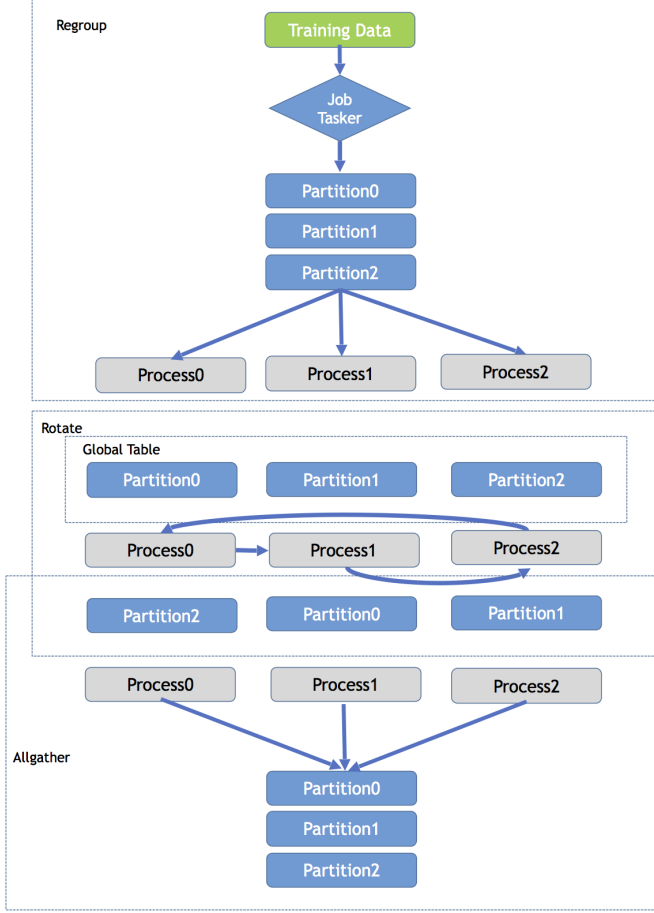 Regroup
Training Data
Job
Tasker
Partition0
Partition1
Partition2
Process0
Process1
Process2
Rotate
Global Table
Partition0
Partition1
Partition2
Process0
Process1
Process2
Partition2
Partition0
Partition1
Process0
Process1
Process2
Allgather
Partition0
Partition1
Partition2